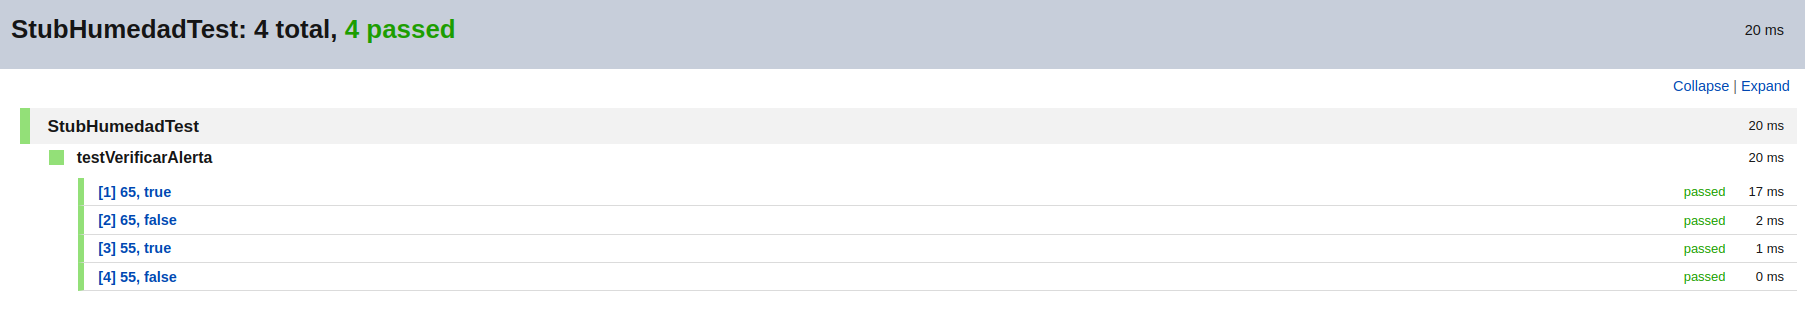 StubHumedadTest: 4 total, 4 passed 20 ms
Collapse | Expand
StubHumedadTest 20 ms
testVerificarAlerta 20 ms
[1] 65, true passed 17 ms
[2] 65, false passed 2 ms
[3] 55, true passed 1 ms
[4] 55, false passed 0 ms